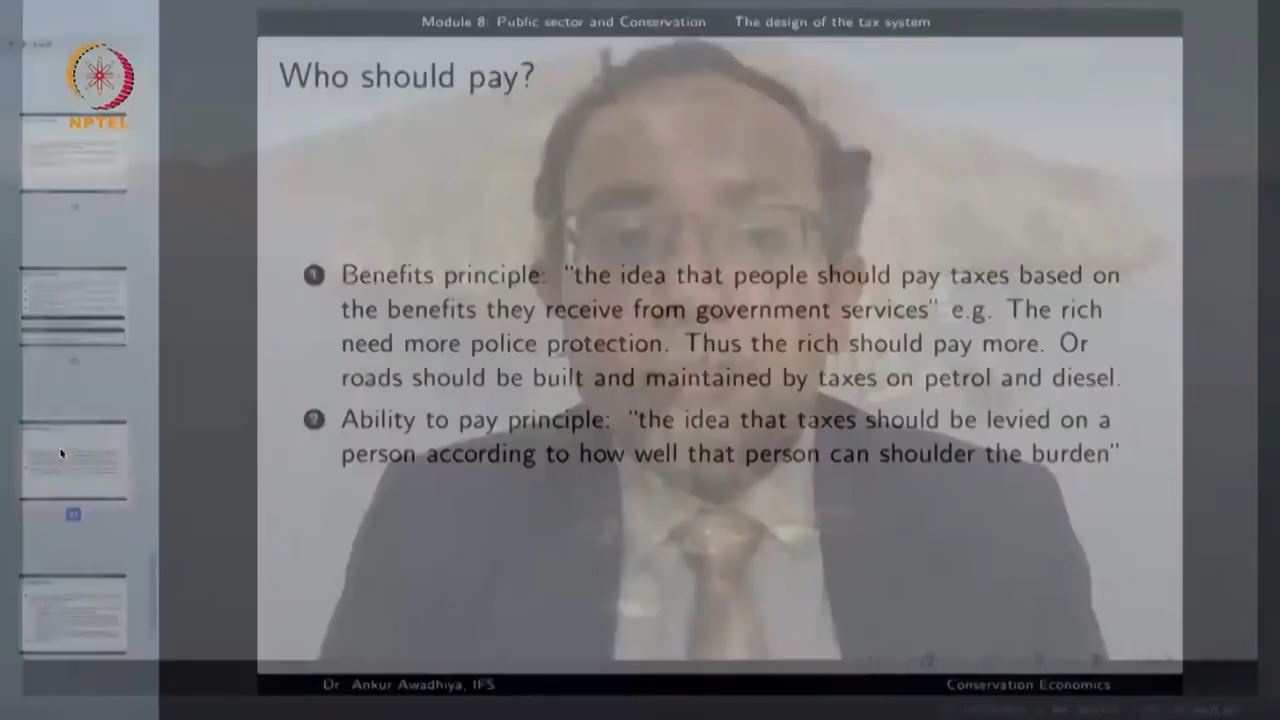 Module 8: Public sector and Conservation The design of the tax system
NPTEL
Who should pay?
1 Benefits principle: "the idea that people should pay taxes based on
the benefits they receive from government services" e.g. The rich
need more police protection. Thus the rich should pay more. Or
roads should be built and maintained by taxes on petrol and diesel.
2 Ability to pay principle: "the idea that taxes should be levied on a
person according to how well that person can shoulder the burden"
Dr Ankur Awadhiya, IFS Conservation Economics